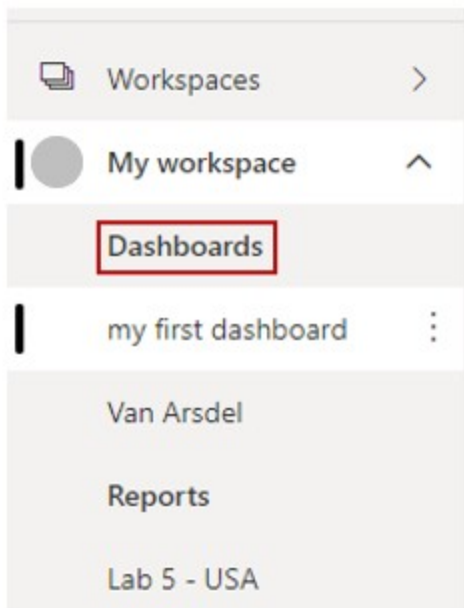 Workspaces
My workspace
Dashboards
my first dashboard
Van Arsdel
Reports
Lab 5 - USA